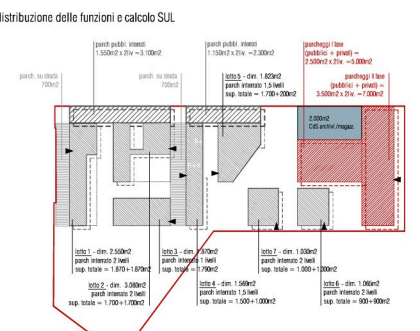 distribuzione delle funzioni e calcolo SUL
parch pubbl. interrati
1.550m2 x 2liv. =3.100m2
parch pubbl. interrati
1.150m2 x 2liv. =2.300m2
parcheggi I fase
(pubblici + privati) =
2.500m2 x 2liv. =5.000m2
parch. su strada
700m2
parch. su strada
700m2
lotto 5 - dim. 1.823m2
parch interrato 1,5 livelli
sup. totale = 1.700+200m2
parcheggi I fase
(pubblici + privati) =
3.500m2 x 2liv. =7.000m2
2.000m2
CdS archivi./magazz.
lotto 1 - dim. 2.550m2
parch interrato 2 livelli
sup. totale = 1.870+1.870m2
lotto 3 - dim. 1.870m2
parch interrato 1 livelli
sup. totale = 1.790m2
lotto 7 - dim. 1.030m2
parch interrato 2 livelli
sup. totale = 1.000+1.000m2
lotto 2 - dim. 3.080m2
parch interrato 2 livelli
sup. totale = 1.700+1.700m2
lotto 4 - dim. 1.569m2
parch interrato 1,5 livelli
sup. totale = 1.500+1.000m2
lotto 6 - dim. 1.065m2
parch interrato 2 livelli
sup. totale = 900+900m2